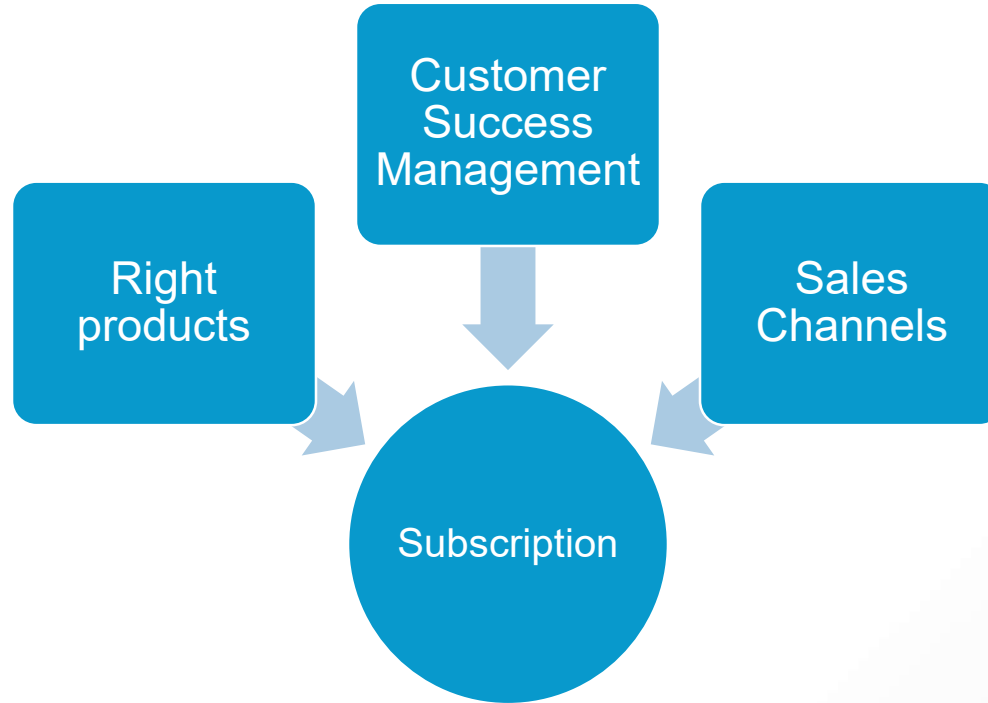 Customer
Success
Management
Right
products
Sales
Channels
Subscription